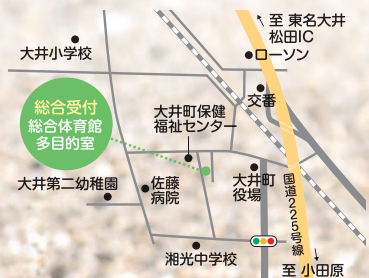 至 東名大井
松田IC
ローソン
大井小学校
交番
総合受付
総合体育館
多目的室
大井町保健
福祉センター
大井第二幼稚園
佐藤
病院
大井町
役場
国道225号線
湘光中学校
至 小田原